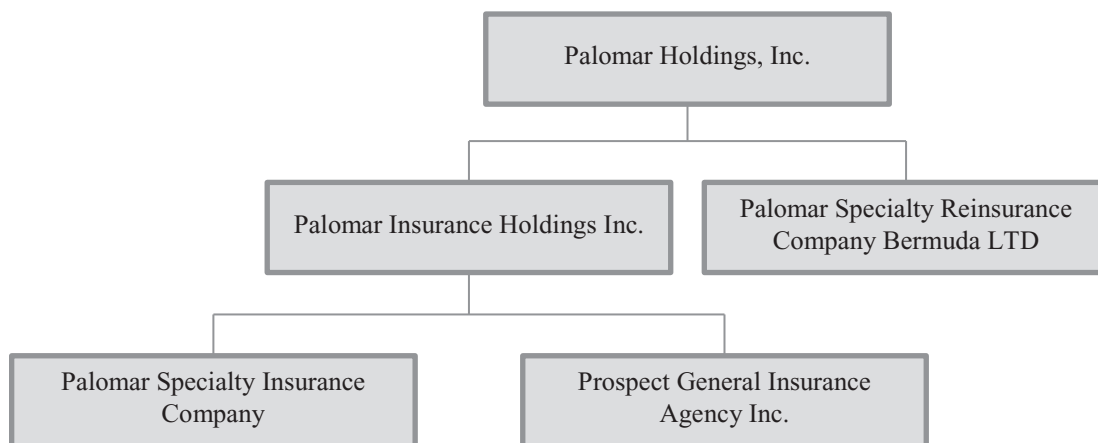 Palomar Holdings, Inc.
Palomar Insurance Holdings Inc.
Palomar Specialty Reinsurance
Company Bermuda LTD
Palomar Specialty Insurance
Company
Prospect General Insurance
Agency Inc.